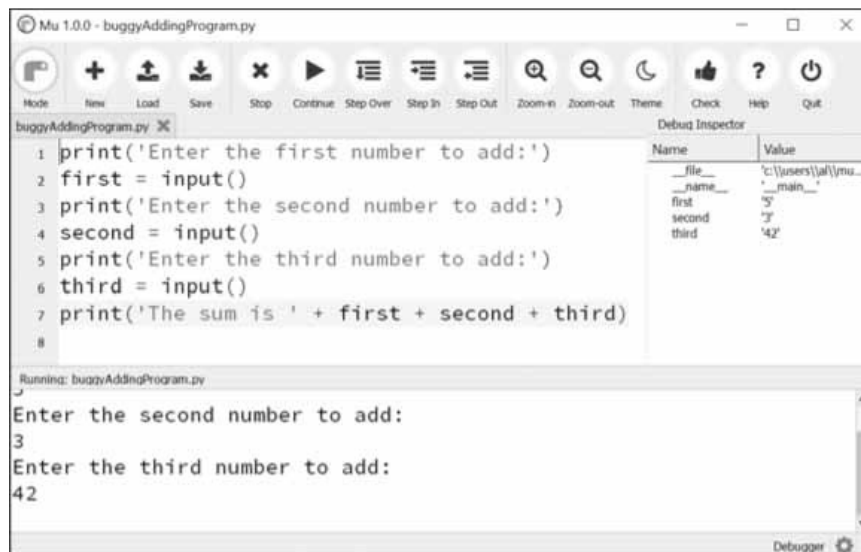 Mu 1.0.0 - buggyAddingProgram.py
Mode New Load Save Stop Continue Step Over Step In Step Out Zoom-in Zoom-out Theme Check Help Quit
buggyAddingProgram.py
1 print('Enter the first number to add:')
2 first = input()
3 print('Enter the second number to add:')
4 second = input()
5 print('Enter the third number to add:')
6 third = input()
7 print('The sum is ' + first + second + third)
8
Debug Inspector
Name Value
__file__ 'c:\\users\\al\\mu...
__name__ '__main__'
first '5'
second '3'
third '42'
Running: buggyAddingProgram.py
Enter the second number to add:
3
Enter the third number to add:
42
Debugger